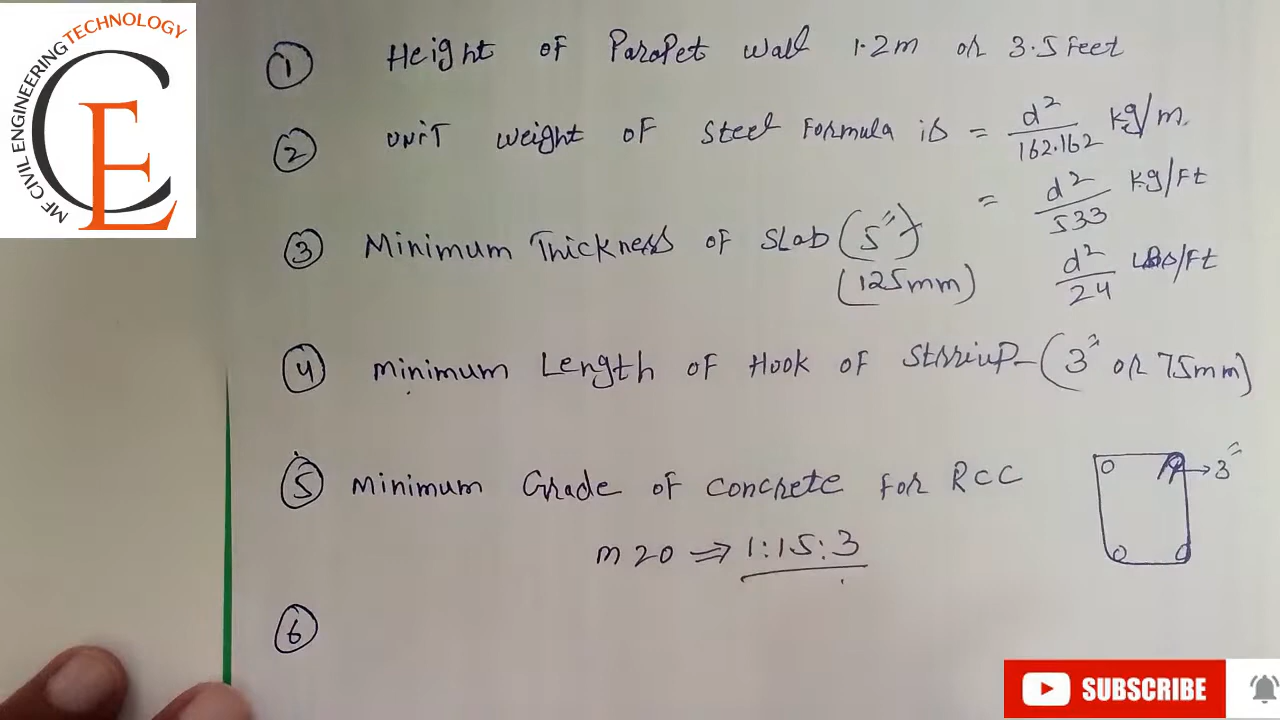 MF CIVIL ENGINEERING TECHNOLOGY
CE
1 Height of Parapet wall 1.2m or 3.5 feet
2 Unit weight of Steel Formula is = d²/162.162 kg/m.
= d²/533 kg/Ft
d²/24 LBs/Ft
3 Minimum Thickness of SLab (5")
(125mm)
4 Minimum Length of Hook of Stirrup - (3" or 75mm)
5 Minimum Grade of concrete for RCC
3"
m20 ⇒ 1:1.5:3
6
SUBSCRIBE